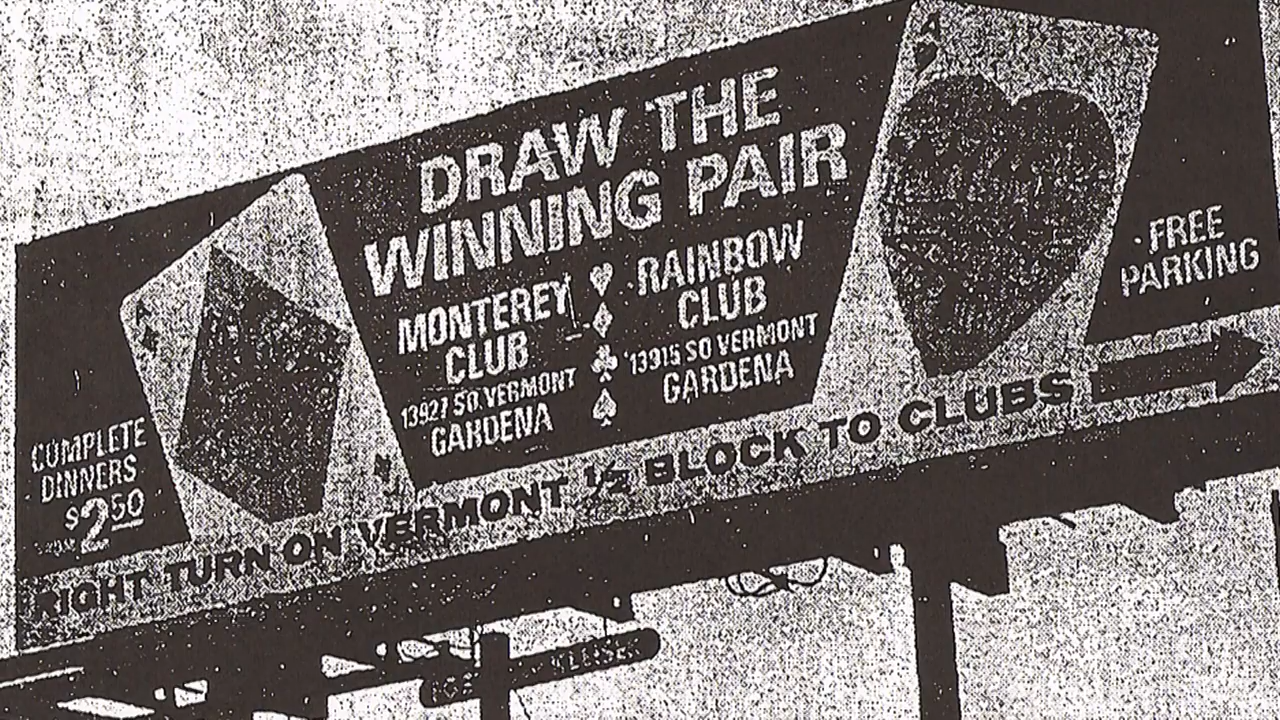 DRAW THE
WINNING PAIR
MONTEREY
CLUB
13927 SO. VERMONT
GARDENA
RAINBOW
CLUB
13915 SO VERMONT
GARDENA
A
A
FREE
PARKING
COMPLETE
DINNERS
$2.50
RIGHT TURN ON VERMONT 1/2 BLOCK TO CLUBS
KLEISER